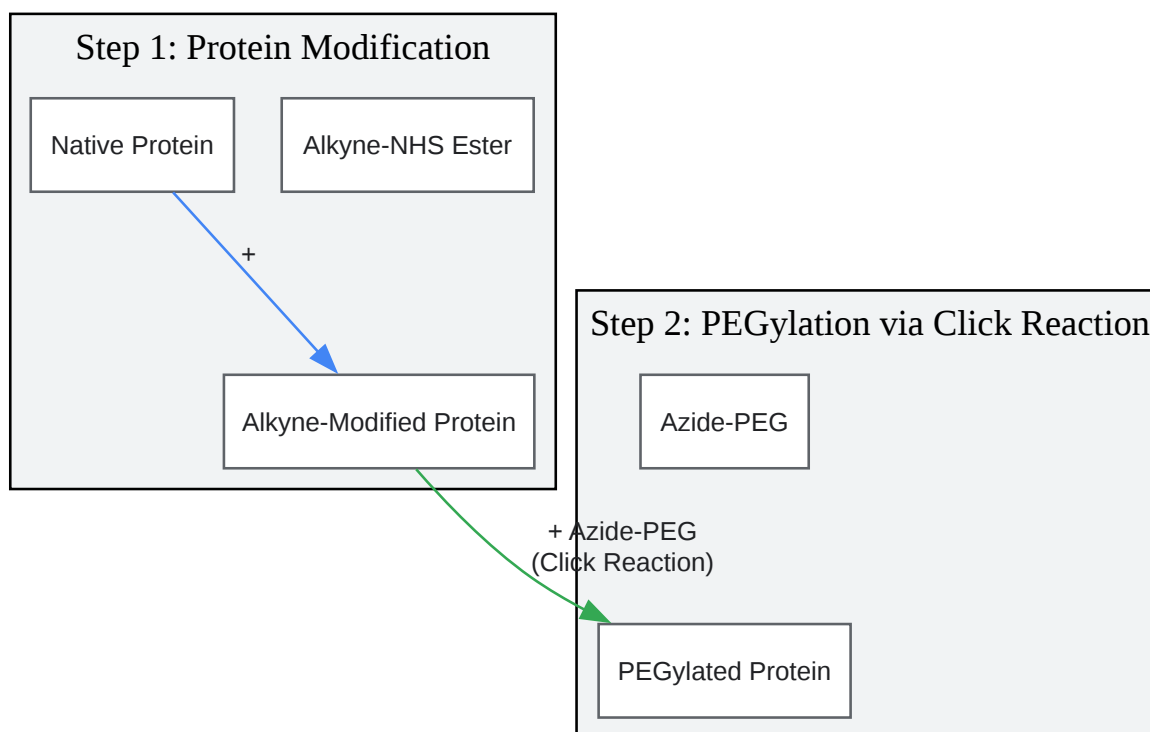 Step 1: Protein Modification
Native Protein
Alkyne-NHS Ester
+
Alkyne-Modified Protein
Step 2: PEGylation via Click Reaction
Azide-PEG
+ Azide-PEG
(Click Reaction)
PEGylated Protein